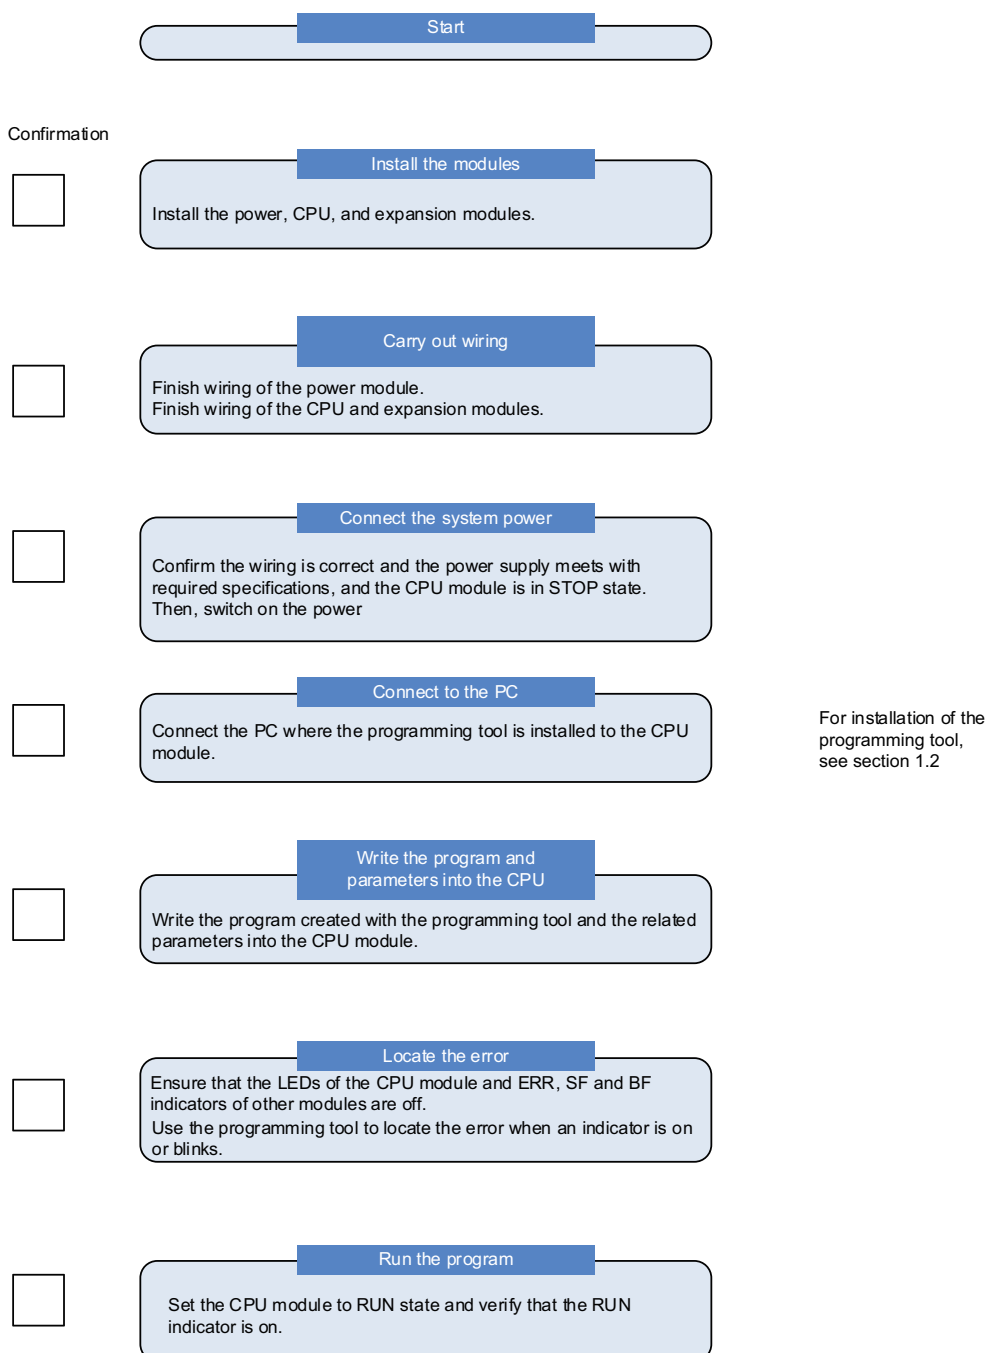 Start
Confirmation
Install the modules
Install the power, CPU, and expansion modules.
Carry out wiring
Finish wiring of the power module.
Finish wiring of the CPU and expansion modules.
Connect the system power
Confirm the wiring is correct and the power supply meets with
required specifications, and the CPU module is in STOP state.
Then, switch on the power
Connect to the PC
Connect the PC where the programming tool is installed to the CPU
module.
For installation of the
programming tool,
see section 1.2
Write the program and
parameters into the CPU
Write the program created with the programming tool and the related
parameters into the CPU module.
Locate the error
Ensure that the LEDs of the CPU module and ERR, SF and BF
indicators of other modules are off.
Use the programming tool to locate the error when an indicator is on
or blinks.
Run the program
Set the CPU module to RUN state and verify that the RUN
indicator is on.